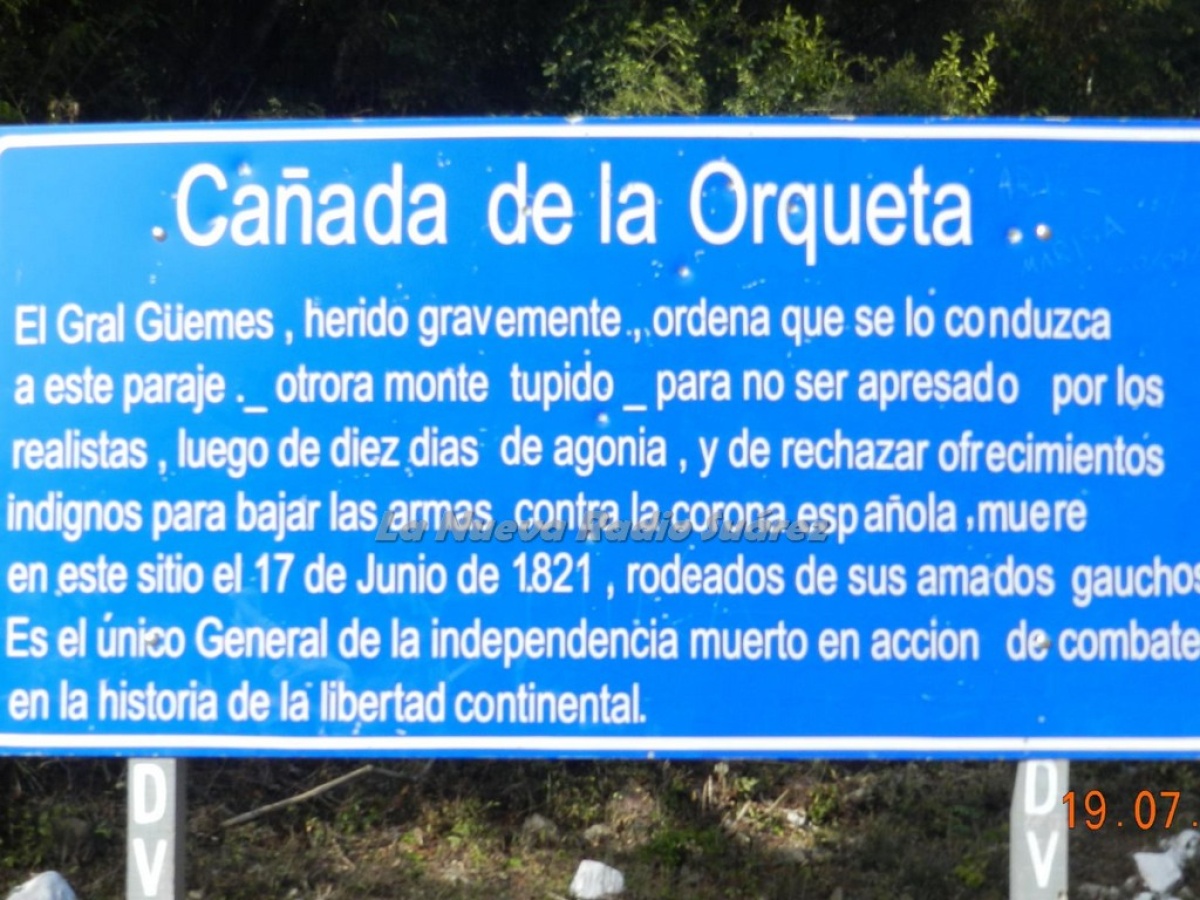 .Cañada de la Orqueta ..
El Gral Güemes , herido gravemente., ordena que se lo conduzca
a este paraje ._ otrora monte tupido _ para no ser apresado por los
realistas , luego de diez dias de agonia , y de rechazar ofrecimientos
indignos para bajar las armas contra la corona española , muere
La Nueva Radio Suárez
en este sitio el 17 de Junio de 1.821 , rodeados de sus amados gauchos
Es el único General de la independencia muerto en accion de combate
en la historia de la libertad continental.
DV
DV
19.07.